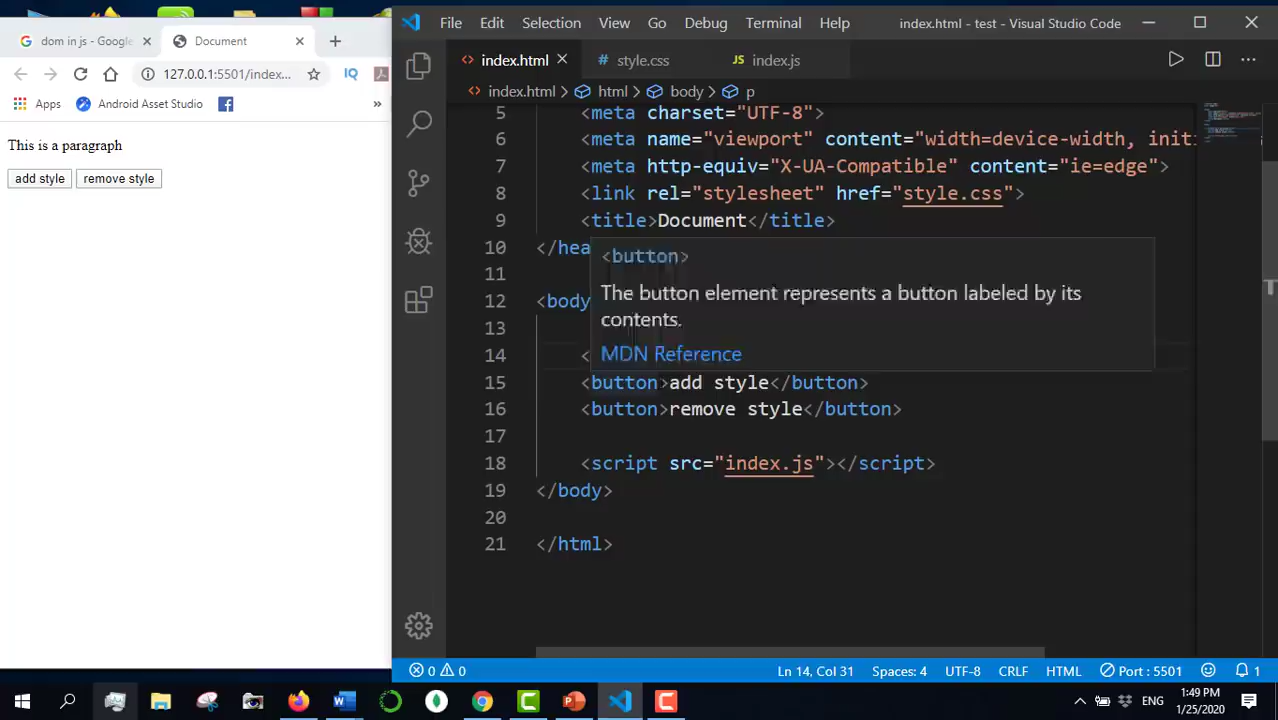 dom in js - Google
Document
127.0.0.1:5501/index...
Apps
Android Asset Studio
»
This is a paragraph
add style
remove style
File Edit Selection View Go Debug Terminal Help
index.html - test - Visual Studio Code
index.html
# style.css
JS index.js
index.html > html > body > p
5 <meta charset="UTF-8">
6 <meta name="viewport" content="width=device-width, initi
7 <meta http-equiv="X-UA-Compatible" content="ie=edge">
8 <link rel="stylesheet" href="style.css">
9 <title>Document</title>
10 </hea
11
12 <body
13
14 <
<button>
The button element represents a button labeled by its
contents.
MDN Reference
15 <button>add style</button>
16 <button>remove style</button>
17
18 <script src="index.js"></script>
19 </body>
20
21 </html>
0 0
Ln 14, Col 31 Spaces: 4 UTF-8 CRLF HTML Port : 5501 1
ENG
1:49 PM
1/25/2020